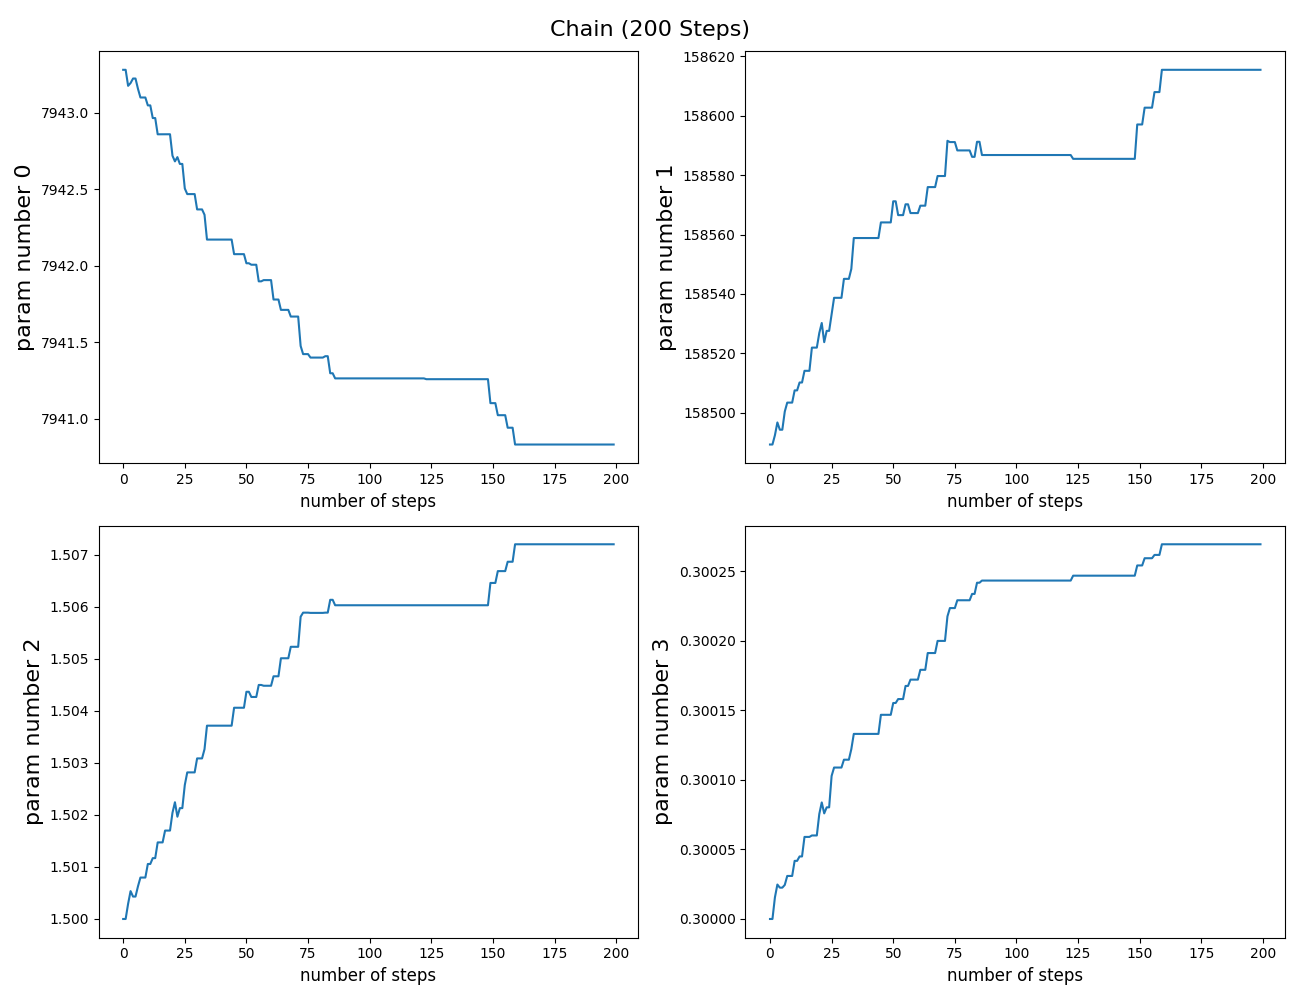 Chain (200 Steps)
param number 0
7943.0
7942.5
7942.0
7941.5
7941.0
0 25 50 75 100 125 150 175 200
number of steps
param number 1
158620
158600
158580
158560
158540
158520
158500
0 25 50 75 100 125 150 175 200
number of steps
param number 2
1.507
1.506
1.505
1.504
1.503
1.502
1.501
1.500
0 25 50 75 100 125 150 175 200
number of steps
param number 3
0.30025
0.30020
0.30015
0.30010
0.30005
0.30000
0 25 50 75 100 125 150 175 200
number of steps